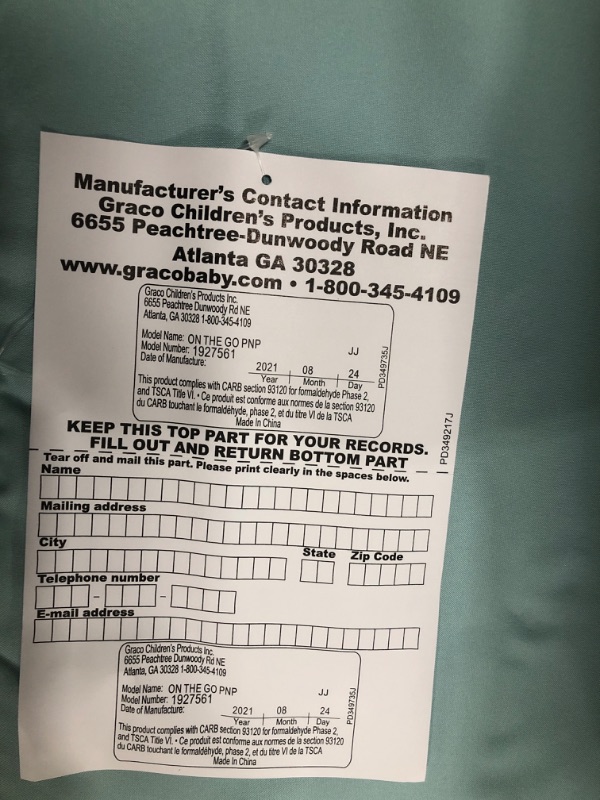 Manufacturer's Contact Information
Graco Children's Products, Inc.
6655 Peachtree-Dunwoody Road NE
Atlanta GA 30328
www.gracobaby.com • 1-800-345-4109
Graco Children's Products Inc.
6655 Peachtree Dunwoody Rd NE
Atlanta, GA 30328 1-800-345-4109
Model Name: ON THE GO PNP
Model Number: 1927561
JJ
Date of Manufacture:
2021 08 24
Year Month Day
PD349735J
This product complies with CARB section 93120 for formaldehyde Phase 2,
and TSCA Title VI. • Ce produit est conforme aux normes de la section 93120
du CARB touchant le formaldéhyde, phase 2, et du titre VI de la TSCA
Made in China
PD349217J
KEEP THIS TOP PART FOR YOUR RECORDS.
FILL OUT AND RETURN BOTTOM PART
Tear off and mail this part. Please print clearly in the spaces below.
Name
Mailing address
City State Zip Code
Telephone number
E-mail address
Graco Children's Products Inc.
6655 Peachtree Dunwoody Rd NE
Atlanta, GA 30328 1-800-345-4109
Model Name: ON THE GO PNP
Model Number: 1927561
JJ
Date of Manufacture:
2021 08 24
Year Month Day
PD349735J
This product complies with CARB section 93120 for formaldehyde Phase 2,
and TSCA Title VI. • Ce produit est conforme aux normes de la section 93120
du CARB touchant le formaldéhyde, phase 2, et du titre VI de la TSCA
Made in China